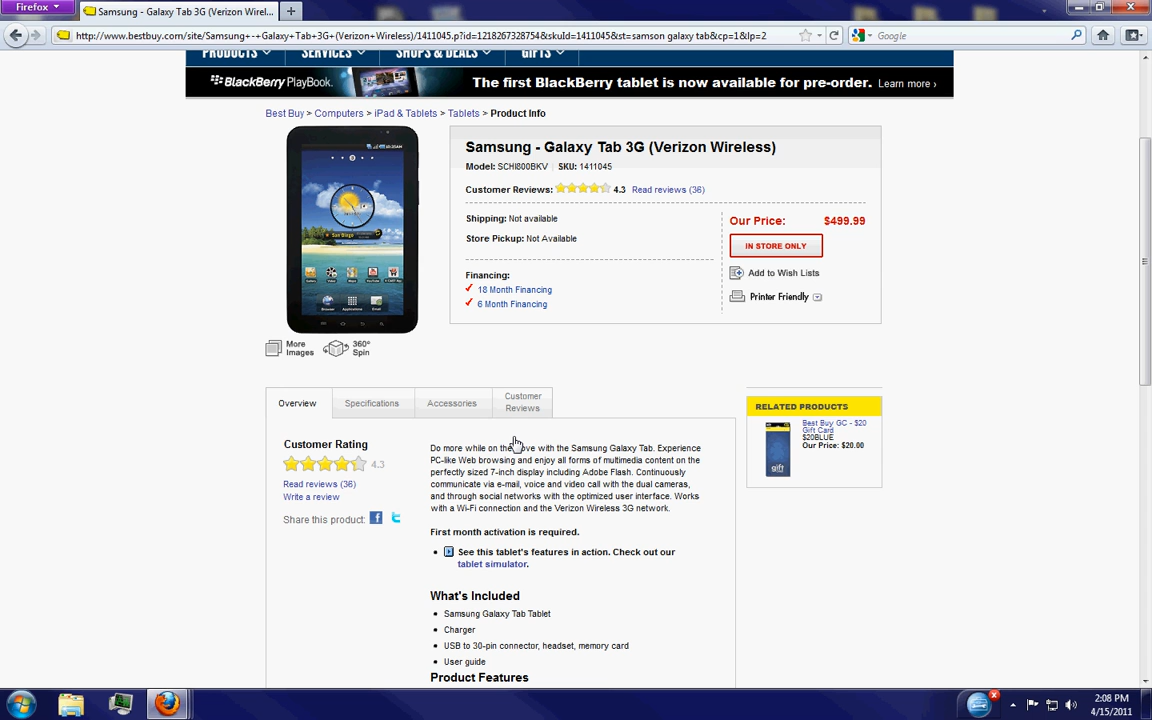 Firefox
Samsung - Galaxy Tab 3G (Verizon Wirel...
http://www.bestbuy.com/site/Samsung+-+Galaxy+Tab+3G+(Verizon+Wireless)/1411045.p?id=1218267328754&skuId=1411045&st=samson galaxy tab&cp=1&lp=2
Google
PRODUCTS SERVICES SHOPS & DEALS GIFTS
BlackBerry PlayBook. The first BlackBerry tablet is now available for pre-order. Learn more ›
Best Buy > Computers > iPad & Tablets > Tablets > Product Info
Samsung - Galaxy Tab 3G (Verizon Wireless)
Model: SCHI800BKV | SKU: 1411045
Customer Reviews: 4.3 Read reviews (36)
Shipping: Not available
Store Pickup: Not Available
Our Price: $499.99
IN STORE ONLY
Add to Wish Lists
Printer Friendly
Financing:
18 Month Financing
6 Month Financing
San Diego
Browser Applications Email
More Images
360° Spin
Overview
Specifications
Accessories
Customer Reviews
Customer Rating
4.3
Read reviews (36)
Write a review
Share this product:
Do more while on the move with the Samsung Galaxy Tab. Experience
PC-like Web browsing and enjoy all forms of multimedia content on the
perfectly sized 7-inch display including Adobe Flash. Continuously
communicate via e-mail, voice and video call with the dual cameras,
and through social networks with the optimized user interface. Works
with a Wi-Fi connection and the Verizon Wireless 3G network.
First month activation is required.
See this tablet's features in action. Check out our
tablet simulator.
What's Included
Samsung Galaxy Tab Tablet
Charger
USB to 30-pin connector, headset, memory card
User guide
Product Features
RELATED PRODUCTS
gift
Best Buy GC - $20
Gift Card
$20BLUE
Our Price: $20.00
2:08 PM
4/15/2011